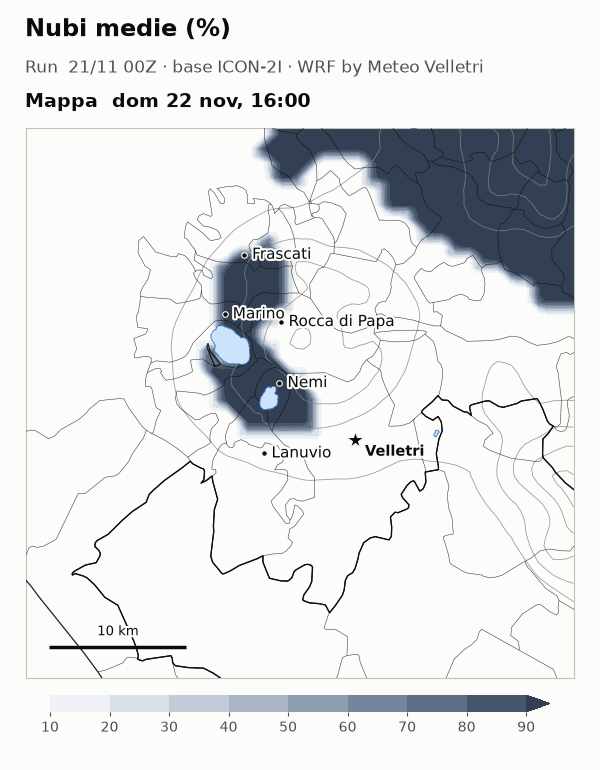 Nubi medie (%)
Run  21/11 00Z · base ICON-2I · WRF by Meteo Velletri
Mappa  dom 22 nov, 16:00
Frascati
Marino
Rocca di Papa
Nemi
Velletri
Lanuvio
10 km
10 20 30 40 50 60 70 80 90